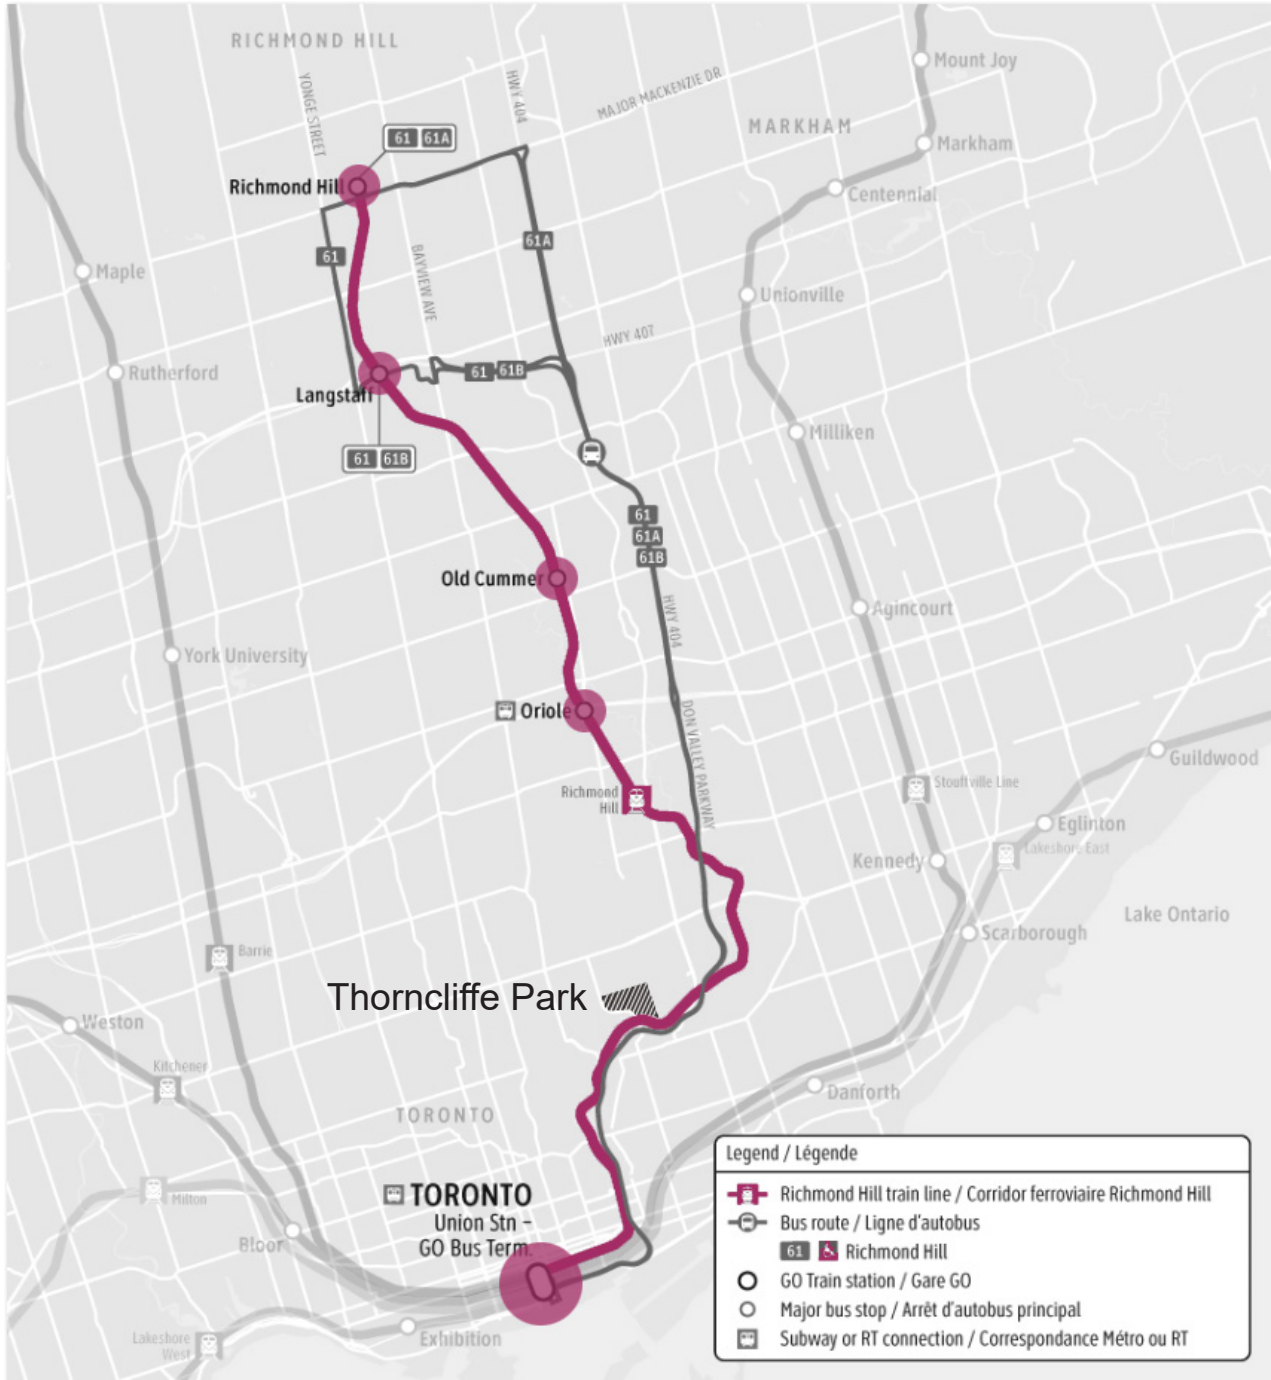 RICHMOND HILL
YONGE STREET
HWY 404
MAJOR MACKENZIE DR
MARKHAM
Mount Joy
Markham
Centennial
61 61A
Richmond Hill
61
61A
BAYVIEW AVE
Maple
Unionville
HWY 407
Rutherford
61 61B
Langstaff
Milliken
61 61B
61
61A
61B
Old Cummer
HWY 404
Agincourt
York University
Oriole
DON VALLEY PARKWAY
Guildwood
Richmond
Hill
Stouffville Line
Eglinton
Lakeshore East
Kennedy
Lake Ontario
Scarborough
Barrie
Thorncliffe Park
Weston
Kitchener
Danforth
TORONTO
Milton
TORONTO
Union Stn –
GO Bus Term.
Bloor
Exhibition
Lakeshore
West
Legend / Légende
Richmond Hill train line / Corridor ferroviaire Richmond Hill
Bus route / Ligne d'autobus
61 Richmond Hill
GO Train station / Gare GO
Major bus stop / Arrêt d'autobus principal
Subway or RT connection / Correspondance Métro ou RT